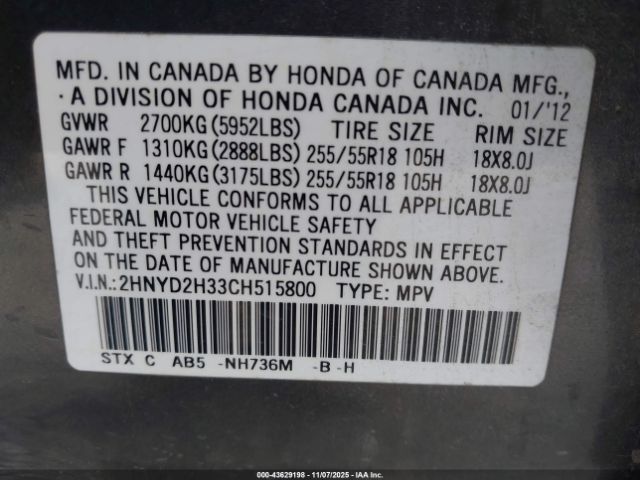 MFD. IN CANADA BY HONDA OF CANADA MFG.,
A DIVISION OF HONDA CANADA INC. 01/'12
GVWR 2700KG(5952LBS) TIRE SIZE RIM SIZE
GAWR F 1310KG(2888LBS) 255/55R18 105H 18X8.0J
GAWR R 1440KG(3175LBS) 255/55R18 105H 18X8.0J
THIS VEHICLE CONFORMS TO ALL APPLICABLE
FEDERAL MOTOR VEHICLE SAFETY
AND THEFT PREVENTION STANDARDS IN EFFECT
ON THE DATE OF MANUFACTURE SHOWN ABOVE.
V.I.N.:2HNYD2H33CH515800 TYPE: MPV
STX C AB5 -NH736M -B -H
000-43629198 - 11/07/2025 - IAA Inc.